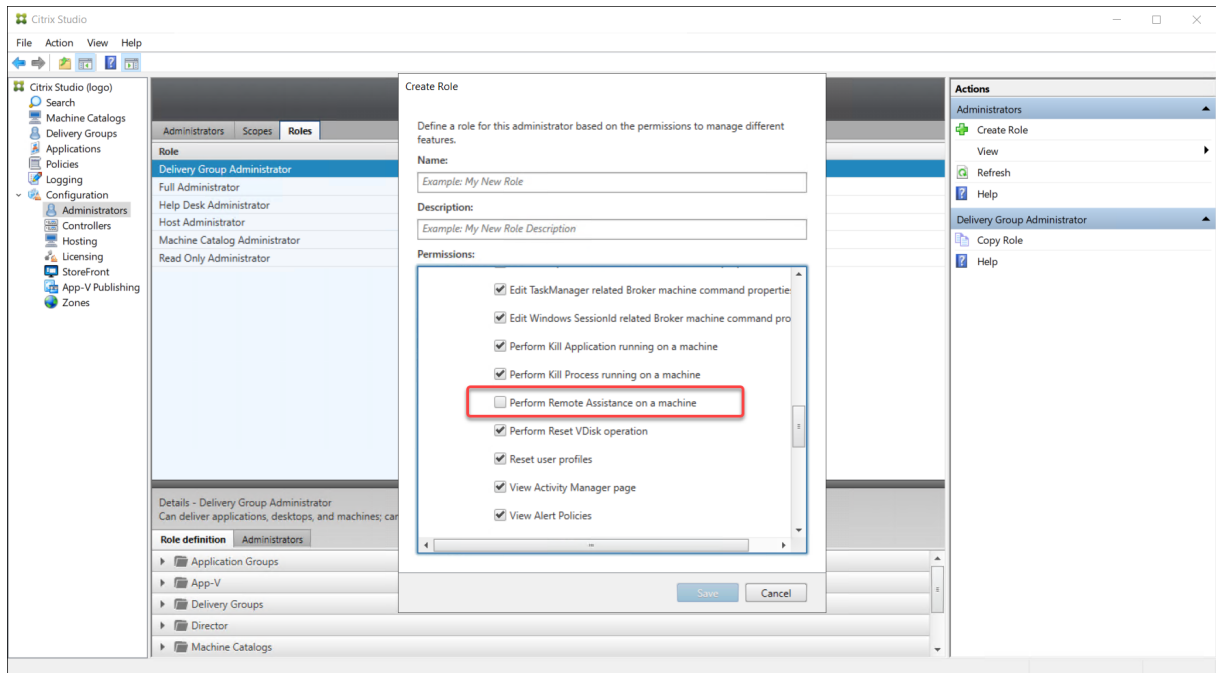 Citrix Studio
File Action View Help
Citrix Studio (logo)
Search
Machine Catalogs
Delivery Groups
Applications
Policies
Logging
Configuration
Administrators
Controllers
Hosting
Licensing
StoreFront
App-V Publishing
Zones
Administrators Scopes Roles
Role
Delivery Group Administrator
Full Administrator
Help Desk Administrator
Host Administrator
Machine Catalog Administrator
Read Only Administrator
Details - Delivery Group Administrator
Can deliver applications, desktops, and machines; car
Role definition Administrators
Application Groups
App-V
Delivery Groups
Director
Machine Catalogs
Create Role
Define a role for this administrator based on the permissions to manage different
features.
Name:
Example: My New Role
Description:
Example: My New Role Description
Permissions:
Edit TaskManager related Broker machine command propertie
Edit Windows SessionId related Broker machine command pro
Perform Kill Application running on a machine
Perform Kill Process running on a machine
Perform Remote Assistance on a machine
Perform Reset VDisk operation
Reset user profiles
View Activity Manager page
View Alert Policies
Save Cancel
Actions
Administrators
Create Role
View
Refresh
Help
Delivery Group Administrator
Copy Role
Help